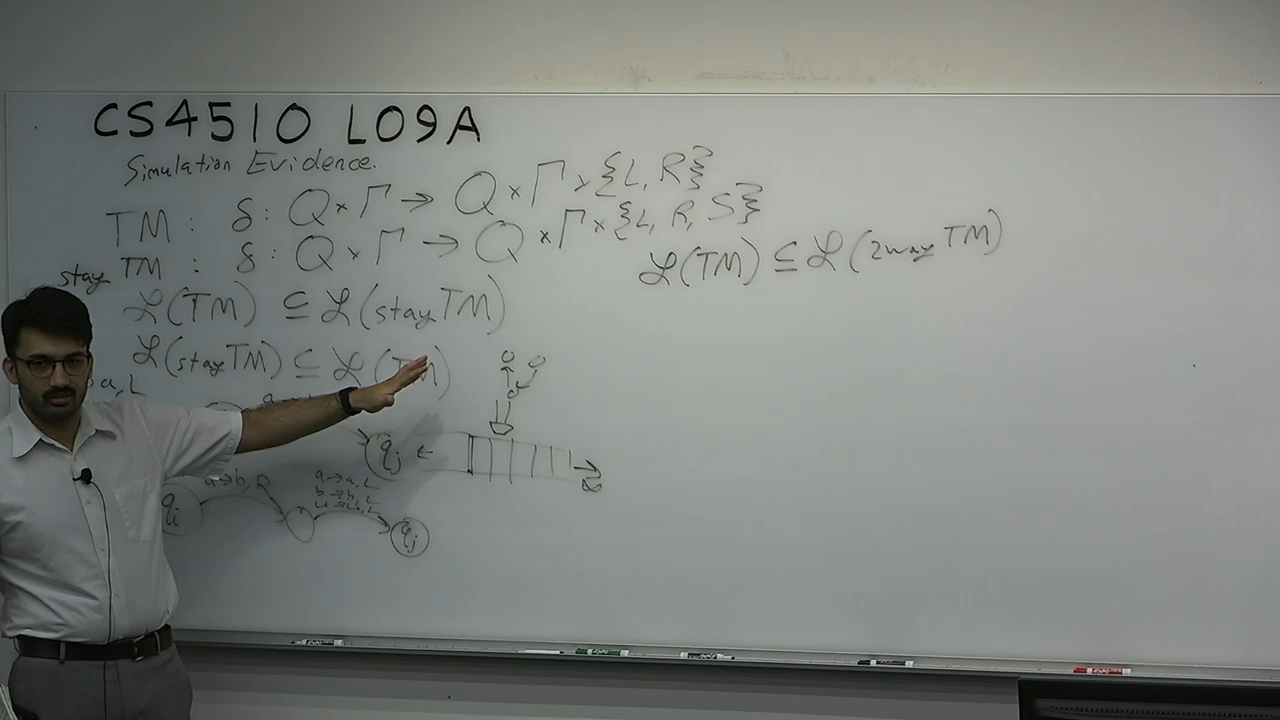 CS4510 L09A
Simulation Evidence.
TM: δ: Q × Γ → Q × Γ × {L, R}
stay TM: δ: Q × Γ → Q × Γ × {L, R, S}
ℒ(TM) ⊆ ℒ(stay TM)
ℒ(stay TM) ⊆ ℒ(TM)
ℒ(TM) ⊆ ℒ(2way TM)
a, L
qj ←
qi
a→b, R
a→a, L
b→b, L
⊔→⊔, L
qj